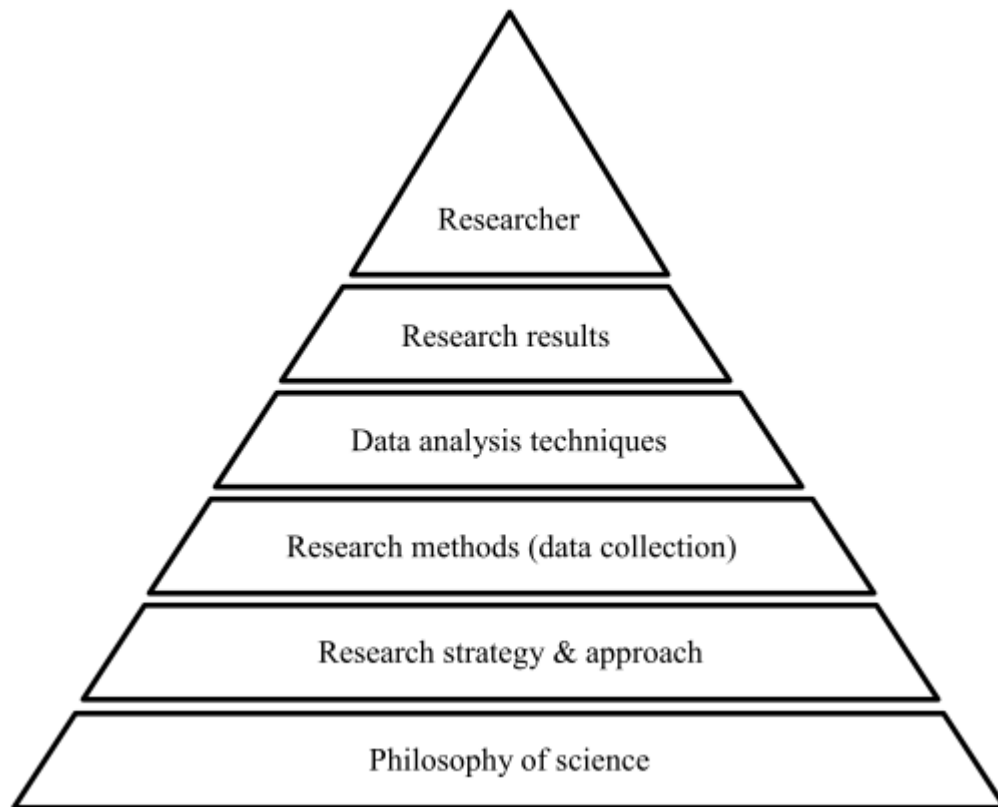 Researcher
Research results
Data analysis techniques
Research methods (data collection)
Research strategy & approach
Philosophy of science